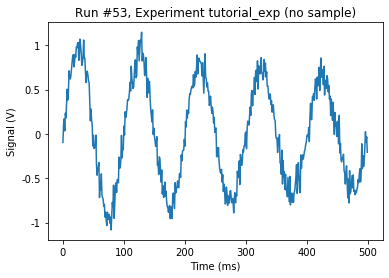 Run #53, Experiment tutorial_exp (no sample)
1
0.5
0
-0.5
-1
Signal (V)
0 100 200 300 400 500
Time (ms)